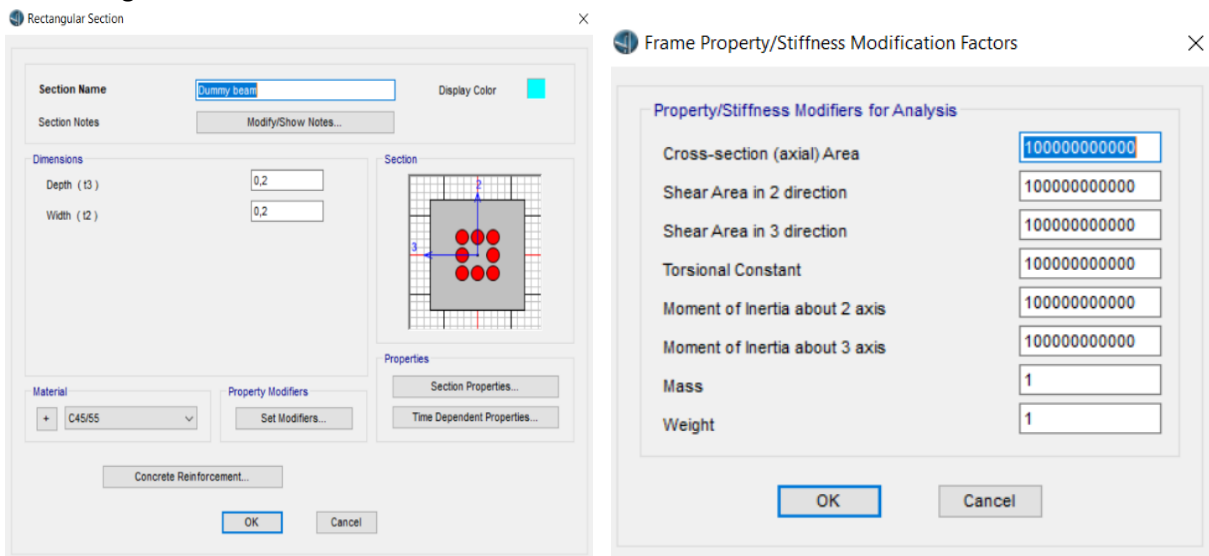 Rectangular Section
Section Name Dummy beam Display Color
Section Notes Modify/Show Notes...
Dimensions
Depth ( t3 ) 0,2
Width ( t2 ) 0,2
Section
2
3
Properties
Section Properties...
Time Dependent Properties...
Material
+ C45/55
Property Modifiers
Set Modifiers...
Concrete Reinforcement...
OK Cancel
Frame Property/Stiffness Modification Factors
Property/Stiffness Modifiers for Analysis
Cross-section (axial) Area 100000000000
Shear Area in 2 direction 100000000000
Shear Area in 3 direction 100000000000
Torsional Constant 100000000000
Moment of Inertia about 2 axis 100000000000
Moment of Inertia about 3 axis 100000000000
Mass 1
Weight 1
OK Cancel